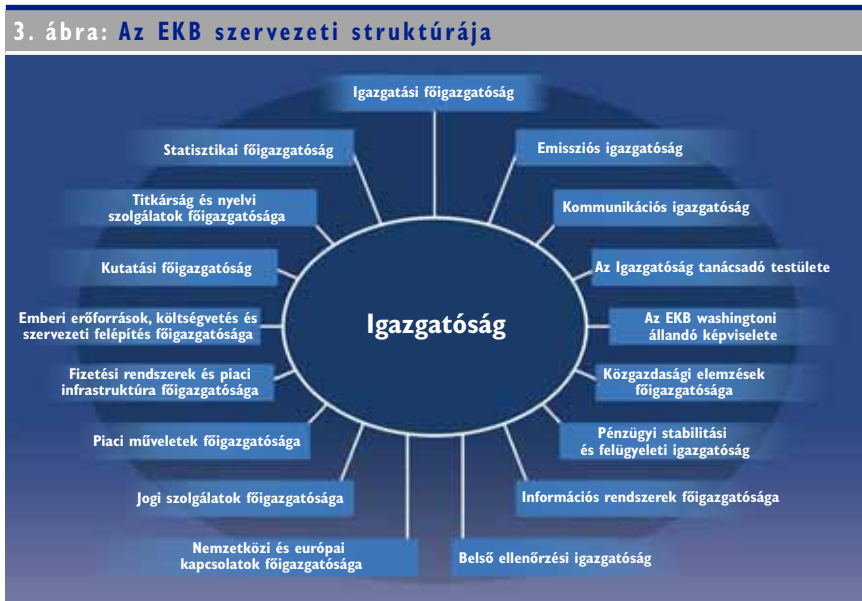 3. ábra: Az EKB szervezeti struktúrája
Igazgatási főigazgatóság
Statisztikai főigazgatóság
Emissziós igazgatóság
Titkárság és nyelvi
szolgálatok főigazgatósága
Kommunikációs igazgatóság
Kutatási főigazgatóság
Az Igazgatóság tanácsadó testülete
Emberi erőforrások, költségvetés és
szervezeti felépítés főigazgatósága
Igazgatóság
Az EKB washingtoni
állandó képviselete
Fizetési rendszerek és piaci
infrastruktúra főigazgatósága
Közgazdasági elemzések
főigazgatósága
Piaci műveletek főigazgatósága
Pénzügyi stabilitási
és felügyeleti igazgatóság
Jogi szolgálatok főigazgatósága
Információs rendszerek főigazgatósága
Nemzetközi és európai
kapcsolatok főigazgatósága
Belső ellenőrzési igazgatóság